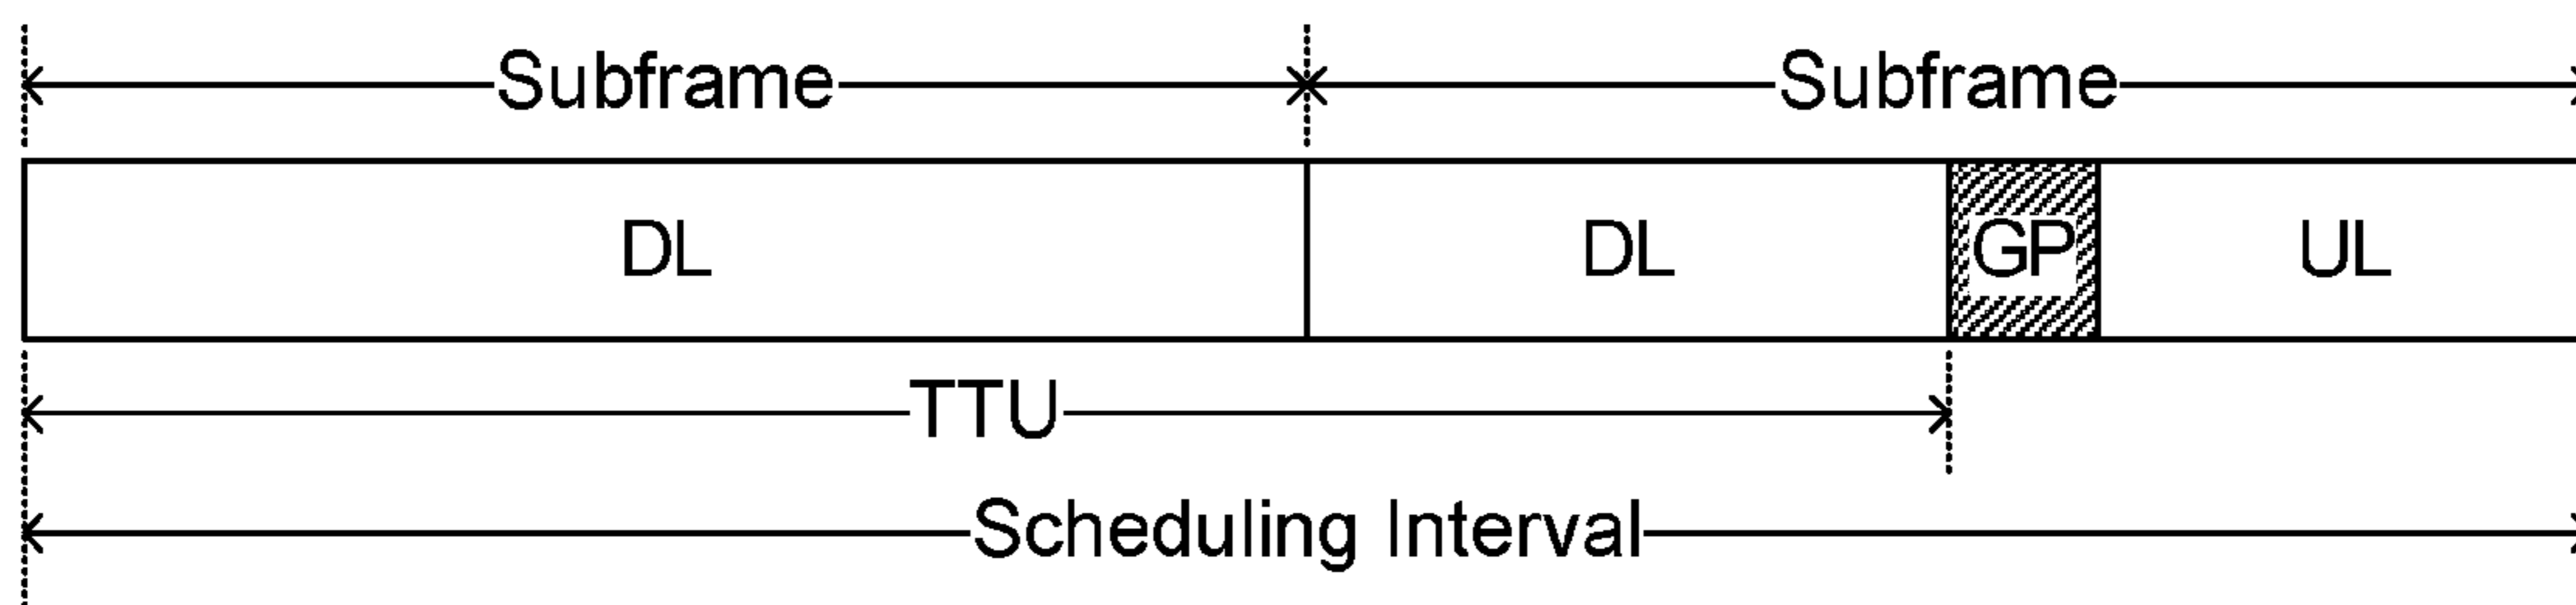 Subframe Subframe
DL DL GP UL
TTU
Scheduling Interval